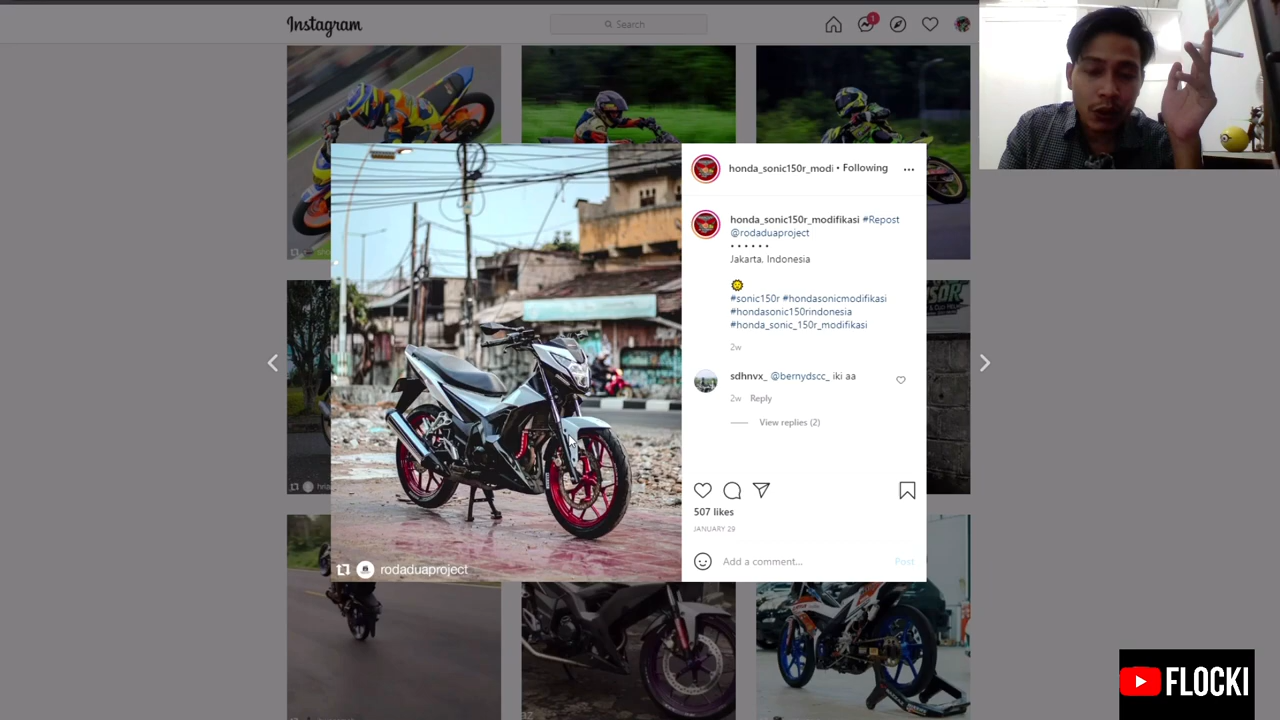 Instagram
Search
1
honda_sonic150r_modi • Following
honda_sonic150r_modifikasi #Repost
@rodaduaproject
• • • • • •
Jakarta, Indonesia
#sonic150r #hondasonicmodifikasi
#hondasonic150rindonesia
#honda_sonic_150r_modifikasi
2w
sdhnvx_ @bernydscc_ iki aa
2w Reply
View replies (2)
507 likes
JANUARY 29
Add a comment... Post
rodaduaproject
FLOCKI